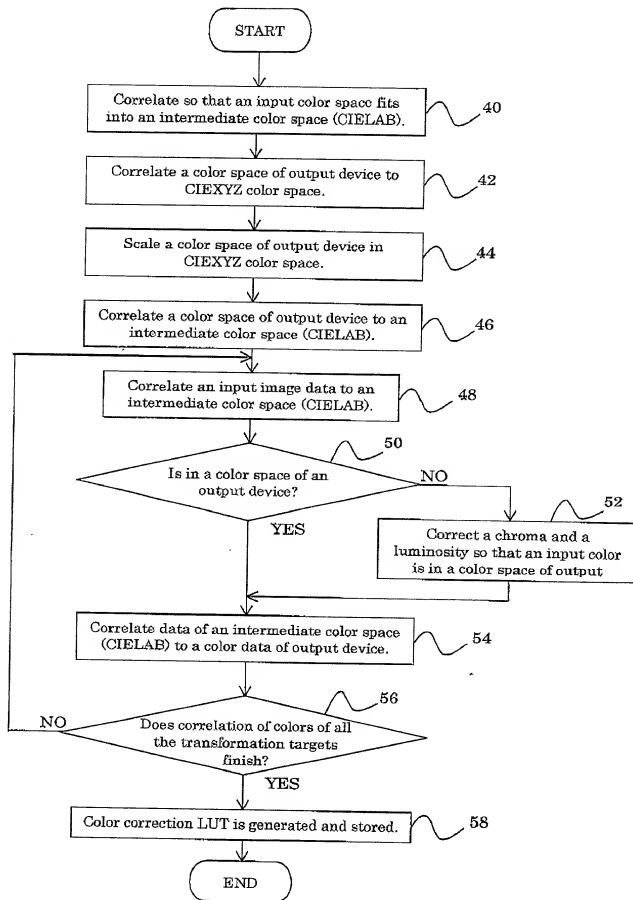 START
Correlate so that an input color space fits
into an intermediate color space (CIELAB).
40
Correlate a color space of output device to
CIEXYZ color space.
42
Scale a color space of output device in
CIEXYZ color space.
44
Correlate a color space of output device to an
intermediate color space (CIELAB).
46
Correlate an input image data to an
intermediate color space (CIELAB).
48
50
Is in a color space of an
output device?
NO
YES
52
Correct a chroma and a
luminosity so that an input color
is in a color space of output
Correlate data of an intermediate color space
(CIELAB) to a color data of output device.
54
56
NO
Does correlation of colors of all
the transformation targets
finish?
YES
Color correction LUT is generated and stored.
58
END